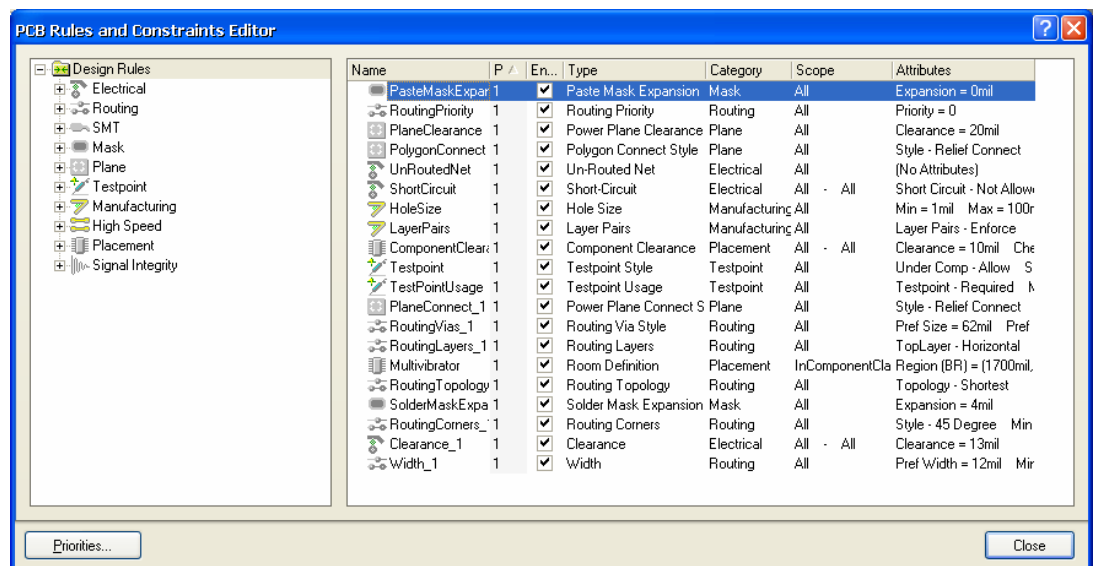 PCB Rules and Constraints Editor
Design Rules
Electrical
Routing
SMT
Mask
Plane
Testpoint
Manufacturing
High Speed
Placement
Signal Integrity
Name P En... Type Category Scope Attributes
PasteMaskExpar 1 Paste Mask Expansion Mask All Expansion = 0mil
RoutingPriority 1 Routing Priority Routing All Priority = 0
PlaneClearance 1 Power Plane Clearance Plane All Clearance = 20mil
PolygonConnect 1 Polygon Connect Style Plane All Style - Relief Connect
UnRoutedNet 1 Un-Routed Net Electrical All (No Attributes)
ShortCircuit 1 Short-Circuit Electrical All - All Short Circuit - Not Allow
HoleSize 1 Hole Size Manufacturing All Min = 1mil Max = 100
LayerPairs 1 Layer Pairs Manufacturing All Layer Pairs - Enforce
ComponentClear 1 Component Clearance Placement All - All Clearance = 10mil Che
Testpoint 1 Testpoint Style Testpoint All Under Comp - Allow S
TestPointUsage 1 Testpoint Usage Testpoint All Testpoint - Required
PlaneConnect_1 1 Power Plane Connect S Plane All Style - Relief Connect
RoutingVias_1 1 Routing Via Style Routing All Pref Size = 62mil Pref
RoutingLayers_1 1 Routing Layers Routing All TopLayer - Horizontal
Multivibrator 1 Room Definition Placement InComponentCla Region (BR) = (1700mil,
RoutingTopology 1 Routing Topology Routing All Topology - Shortest
SolderMaskExpa 1 Solder Mask Expansion Mask All Expansion = 4mil
RoutingCorners_ 1 Routing Corners Routing All Style - 45 Degree Min
Clearance_1 1 Clearance Electrical All - All Clearance = 13mil
Width_1 1 Width Routing All Pref Width = 12mil Mir
Priorities... Close